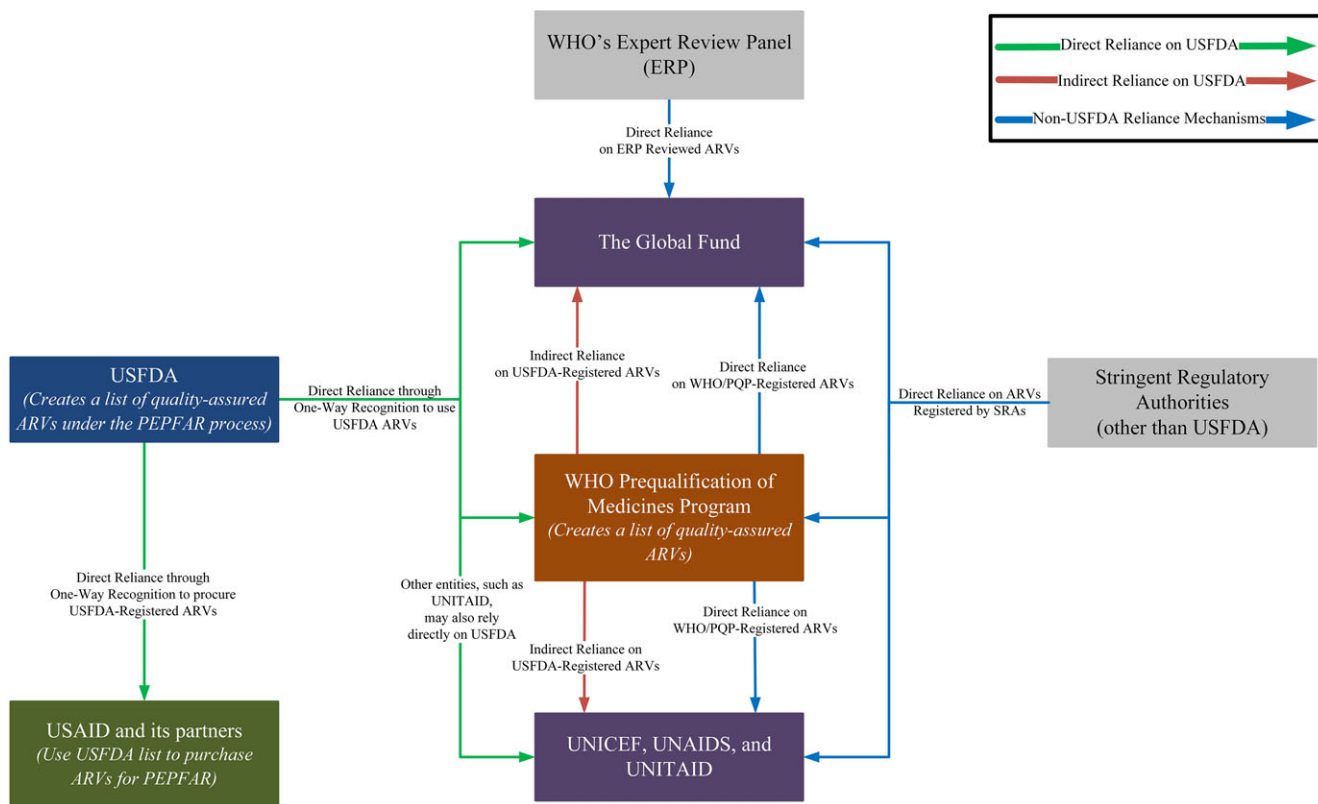 WHO's Expert Review Panel
(ERP)
Direct Reliance on USFDA
Indirect Reliance on USFDA
Non-USFDA Reliance Mechanisms
Direct Reliance
on ERP Reviewed ARVs
The Global Fund
Indirect Reliance
on USFDA-Registered ARVs
Direct Reliance
on WHO/PQP-Registered ARVs
USFDA
(Creates a list of quality-assured
ARVs under the PEPFAR process)
Direct Reliance through
One-Way Recognition to use
USFDA ARVs
Direct Reliance on ARVs
Registered by SRAs
Stringent Regulatory
Authorities
(other than USFDA)
WHO Prequalification of
Medicines Program
(Creates a list of quality-assured
ARVs)
Direct Reliance through
One-Way Recognition to procure
USFDA-Registered ARVs
Other entities, such as
UNITAID,
may also rely
directly on USFDA
Indirect Reliance on
USFDA-Registered ARVs
Direct Reliance on
WHO/PQP-Registered ARVs
USAID and its partners
(Use USFDA list to purchase
ARVs for PEPFAR)
UNICEF, UNAIDS, and
UNITAID